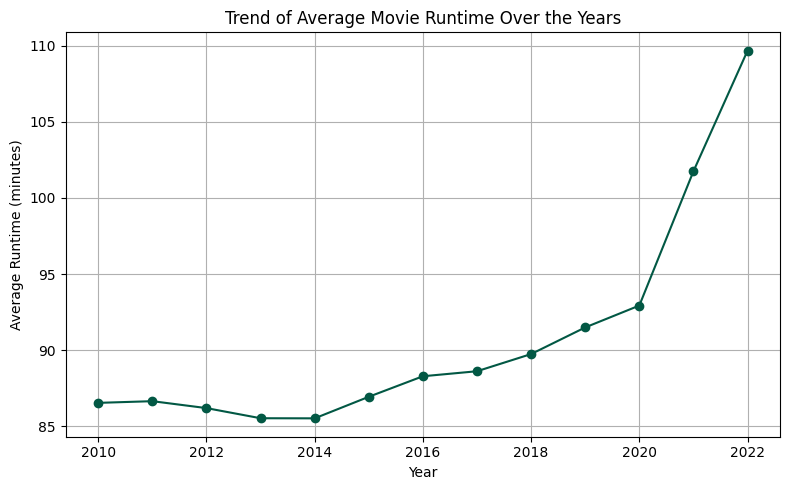 Trend of Average Movie Runtime Over the Years
110
105
100
95
90
85
Average Runtime (minutes)
2010 2012 2014 2016 2018 2020 2022
Year